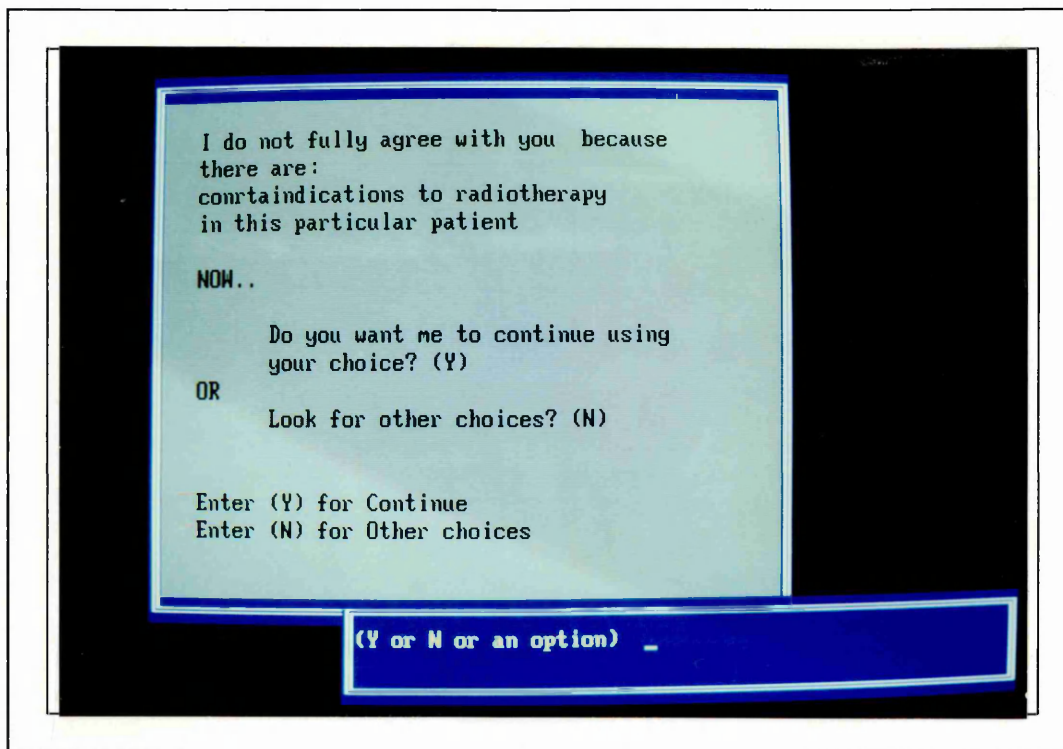 I do not fully agree with you because
there are:
conrtaindications to radiotherapy
in this particular patient
NOW..
Do you want me to continue using
your choice? (Y)
OR
Look for other choices? (N)
Enter (Y) for Continue
Enter (N) for Other choices
(Y or N or an option) _